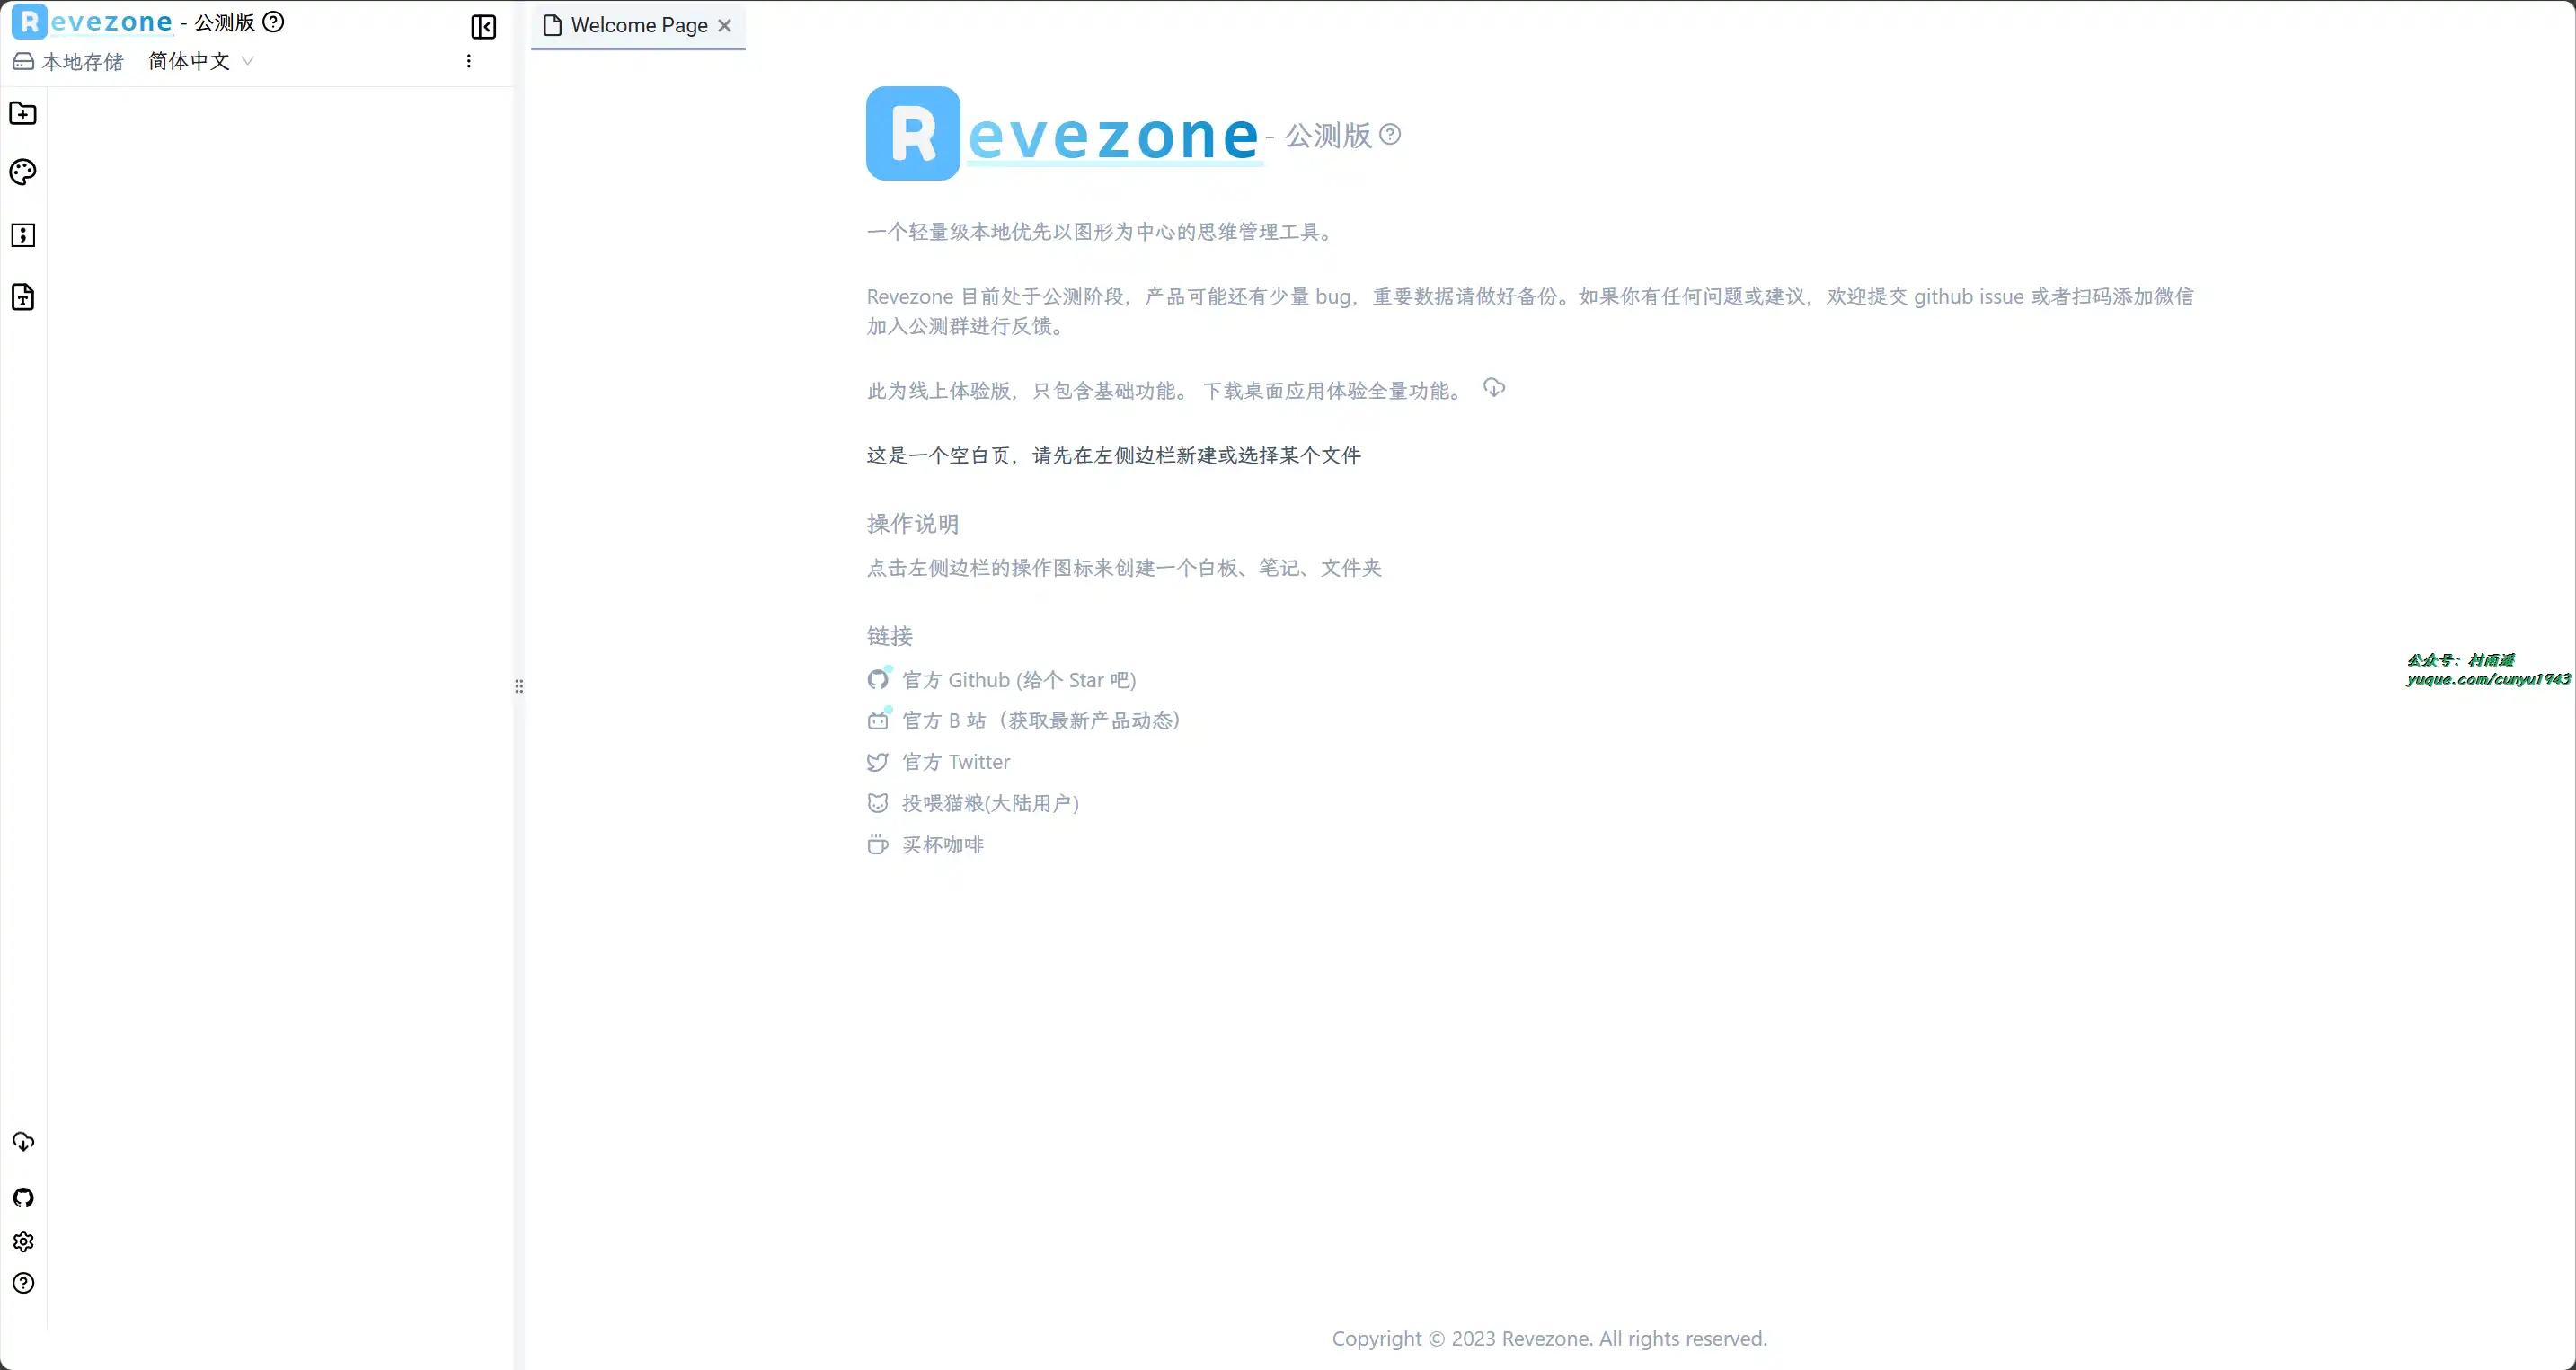 Revezone - 公测版
本地存储 简体中文
Welcome Page
Revezone - 公测版
一个轻量级本地优先以图形为中心的思维管理工具。
Revezone 目前处于公测阶段，产品可能还有少量 bug，重要数据请做好备份。如果你有任何问题或建议，欢迎提交 github issue 或者扫码添加微信
加入公测群进行反馈。
此为线上体验版，只包含基础功能。 下载桌面应用体验全量功能。
这是一个空白页，请先在左侧边栏新建或选择某个文件
操作说明
点击左侧边栏的操作图标来创建一个白板、笔记、文件夹
链接
官方 Github (给个 Star 吧)
官方 B 站（获取最新产品动态）
官方 Twitter
投喂猫粮(大陆用户)
买杯咖啡
公众号：村雨遥
yuque.com/cunyu1943
Copyright © 2023 Revezone. All rights reserved.